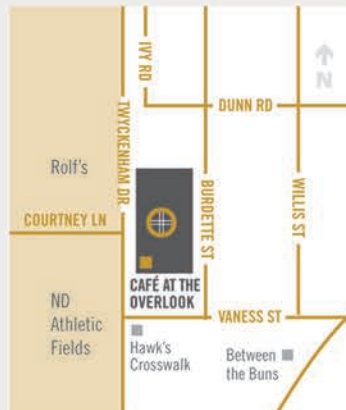 IVY RD
N
DUNN RD
TWYCKENHAM DR
Rolf's
BURDETTE ST
WILLIS ST
COURTNEY LN
CAFÉ AT THE
OVERLOOK
ND
Athletic
Fields
VANESS ST
Hawk's
Crosswalk
Between
the Buns